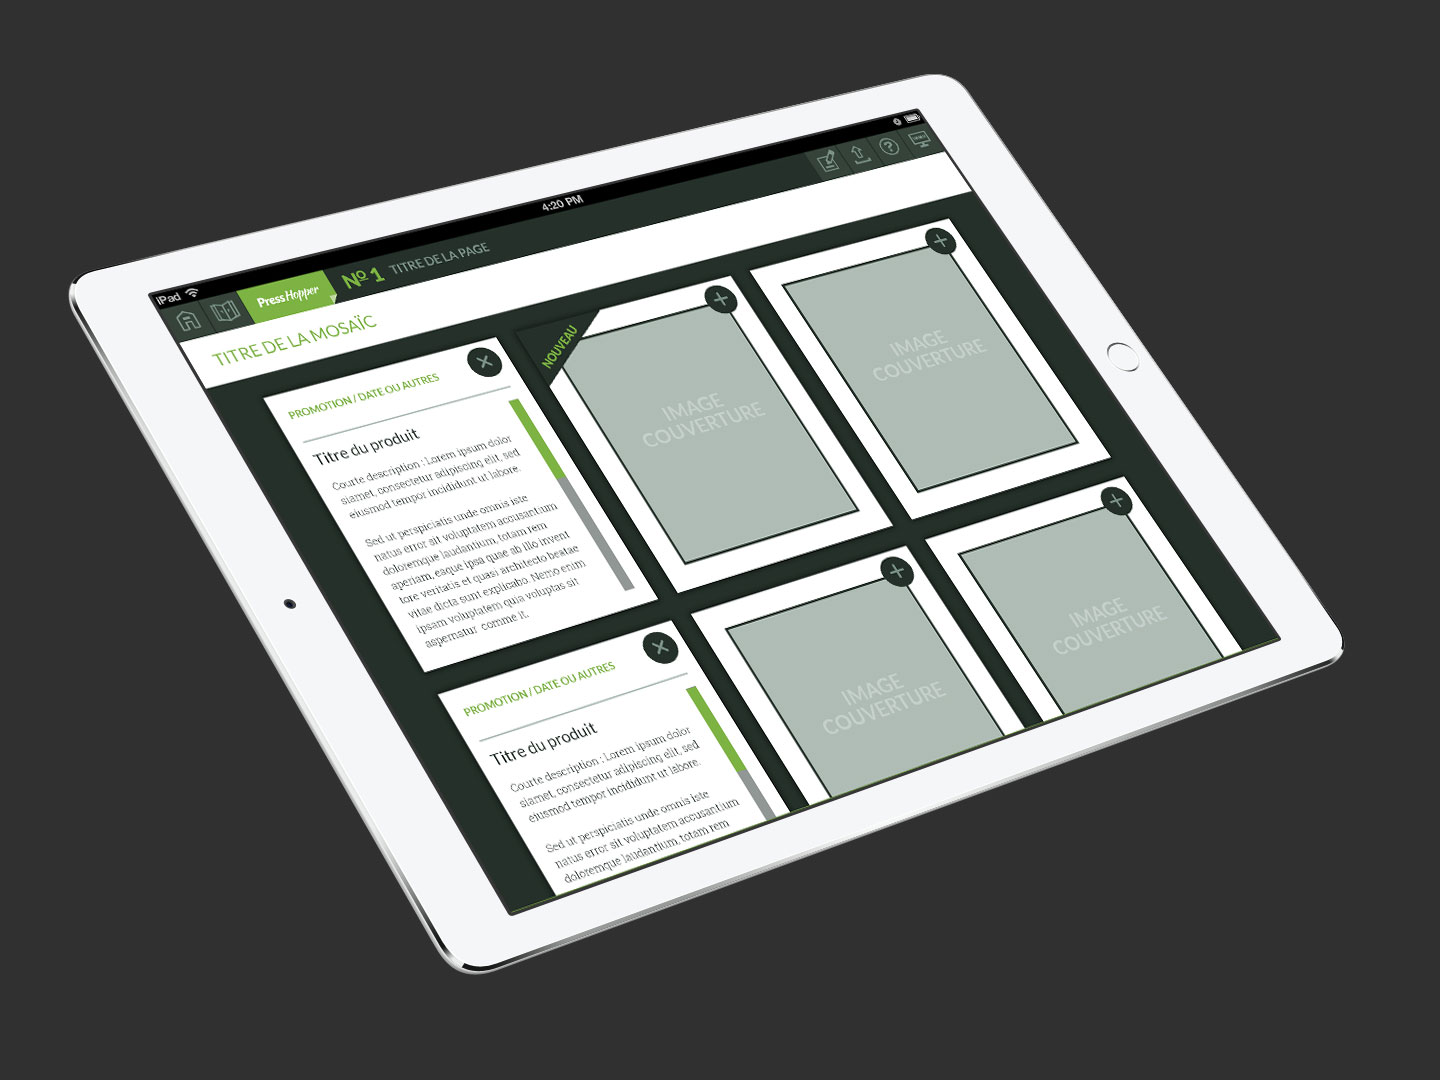 iPad
4:20 PM
PressHopper
Nº 1 TITRE DE LA PAGE
TITRE DE LA MOSAÏC
PROMOTION / DATE OU AUTRES
Titre du produit
Courte description : Lorem ipsum dolor
siamet, consectetur adipiscing elit, sed
eiusmod tempor incididunt ut labore.
Sed ut perspiciatis unde omnis iste
natus error sit voluptatem accusantium
doloremque laudantium, totam rem
aperiam, eaque ipsa quae ab illo invent
tore veritatis et quasi architecto beatae
vitae dicta sunt explicabo. Nemo enim
ipsam voluptatem quia voluptas sit
aspernatur comme it.
NOUVEAU
IMAGE
COUVERTURE
IMAGE
COUVERTURE
PROMOTION / DATE OU AUTRES
Titre du produit
Courte description : Lorem ipsum dolor
siamet, consectetur adipiscing elit, sed
eiusmod tempor incididunt ut labore.
Sed ut perspiciatis unde omnis iste
natus error sit voluptatem accusantium
doloremque laudantium, totam rem
IMAGE
COUVERTURE
IMAGE
COUVERTURE